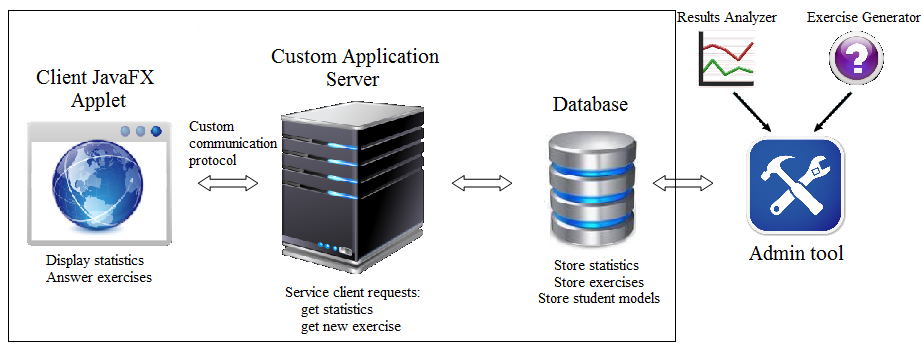 Results Analyzer
Exercise Generator
Client JavaFX
Applet
Custom Application
Server
Database
Custom
communication
protocol
Admin tool
Display statistics
Answer exercises
Service client requests:
get statistics
get new exercise
Store statistics
Store exercises
Store student models